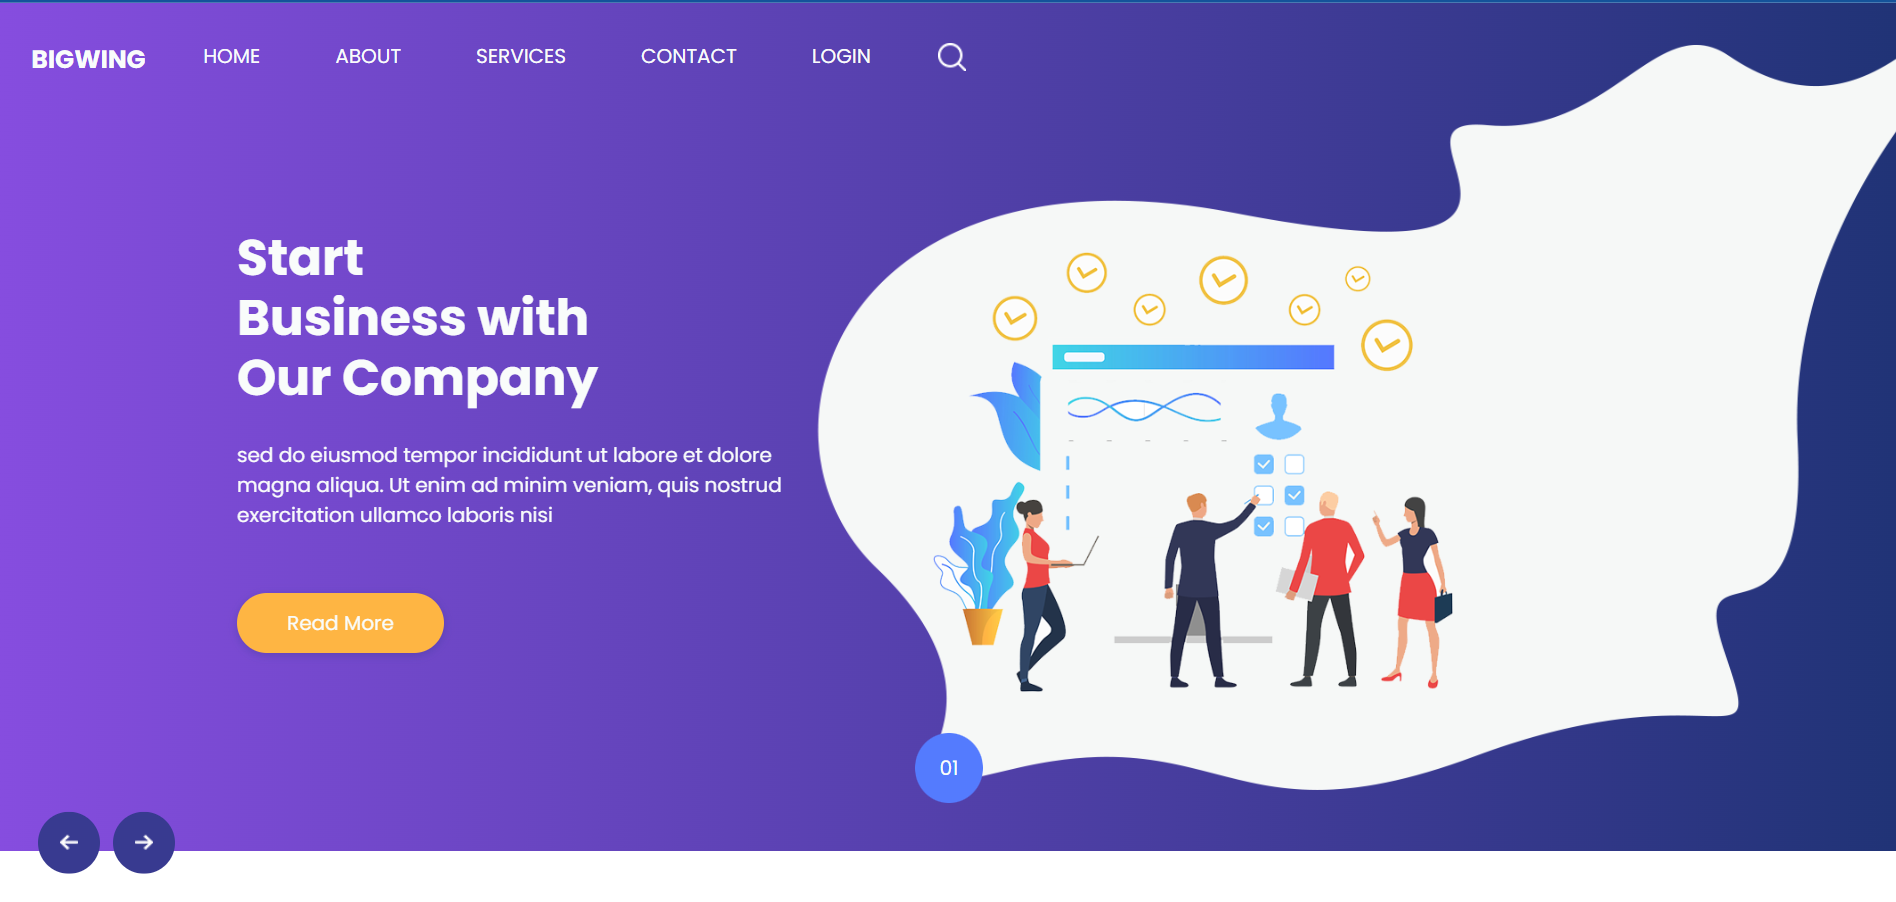 BIGWING
HOME
ABOUT
SERVICES
CONTACT
LOGIN
Start
Business with
Our Company
sed do eiusmod tempor incididunt ut labore et dolore
magna aliqua. Ut enim ad minim veniam, quis nostrud
exercitation ullamco laboris nisi
Read More
01